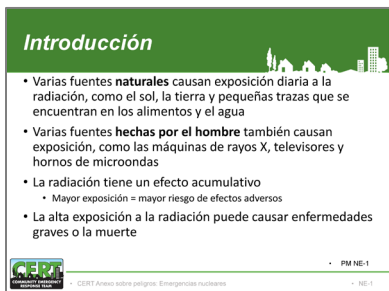 Introducción
• Varias fuentes naturales causan exposición diaria a la
radiación, como el sol, la tierra y pequeñas trazas que se
encuentran en los alimentos y el agua
• Varias fuentes hechas por el hombre también causan
exposición, como las máquinas de rayos X, televisores y
hornos de microondas
• La radiación tiene un efecto acumulativo
• Mayor exposición = mayor riesgo de efectos adversos
• La alta exposición a la radiación puede causar enfermedades
graves o la muerte
• PM NE-1
CERT
COMMUNITY EMERGENCY
RESPONSE TEAM
• CERT Anexo sobre peligros: Emergencias nucleares
• NE-1